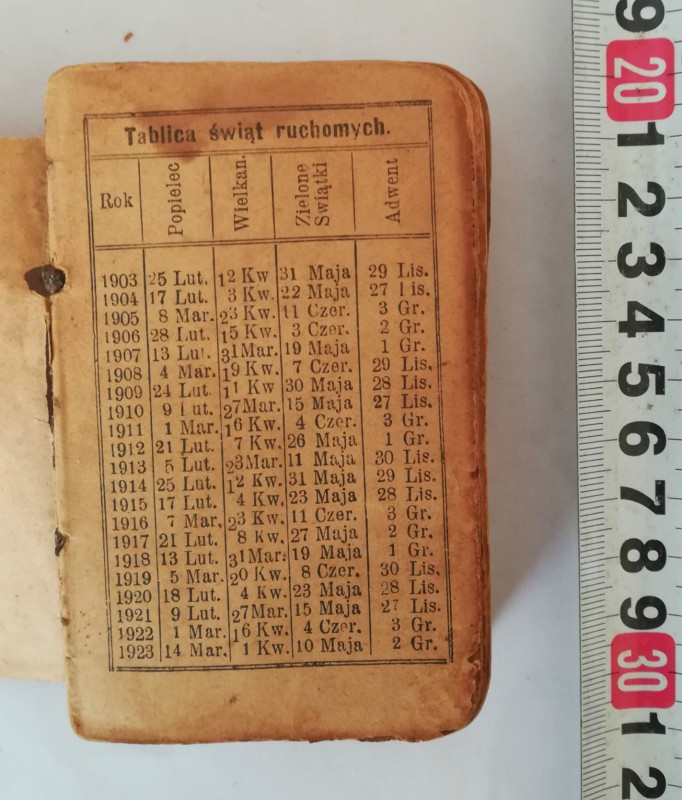 Tablica świąt ruchomych.
Rok Popielec Wielkan. Zielone Świątki Adwent
1903 25 Lut. 12 Kw 31 Maja 29 Lis.
1904 17 Lut. 3 Kw. 22 Maja 27 lis.
1905 8 Mar. 23 Kw. 11 Czer. 3 Gr.
1906 28 Lut. 15 Kw. 3 Czer. 2 Gr.
1907 13 Lut. 31 Mar. 19 Maja 1 Gr.
1908 4 Mar. 19 Kw. 7 Czer. 29 Lis.
1909 24 Lut. 11 Kw 30 Maja 28 Lis.
1910 9 Lut. 27 Mar. 15 Maja 27 Lis.
1911 1 Mar. 16 Kw. 4 Czer. 3 Gr.
1912 21 Lut. 7 Kw. 26 Maja 1 Gr.
1913 5 Lut. 23 Mar. 11 Maja 30 Lis.
1914 25 Lut. 12 Kw. 31 Maja 29 Lis.
1915 17 Lut. 4 Kw. 23 Maja 28 Lis.
1916 7 Mar. 23 Kw. 11 Czer. 3 Gr.
1917 21 Lut. 8 Kw. 27 Maja 2 Gr.
1918 13 Lut. 31 Mar. 19 Maja 1 Gr.
1919 5 Mar. 20 Kw. 8 Czer. 30 Lis.
1920 18 Lut. 4 Kw. 23 Maja 28 Lis.
1921 9 Lut. 27 Mar. 15 Maja 27 Lis.
1922 1 Mar. 16 Kw. 4 Czer. 3 Gr.
1923 14 Mar. 1 Kw. 10 Maja 2 Gr.
9
20
1
2
3
4
5
6
7
8
9
30
1
2